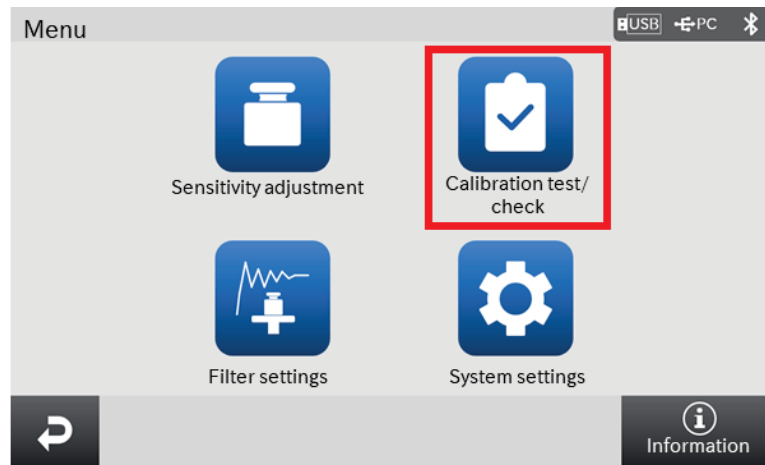 Menu
USB
PC
Sensitivity adjustment
Calibration test/
check
Filter settings
System settings
i
Information